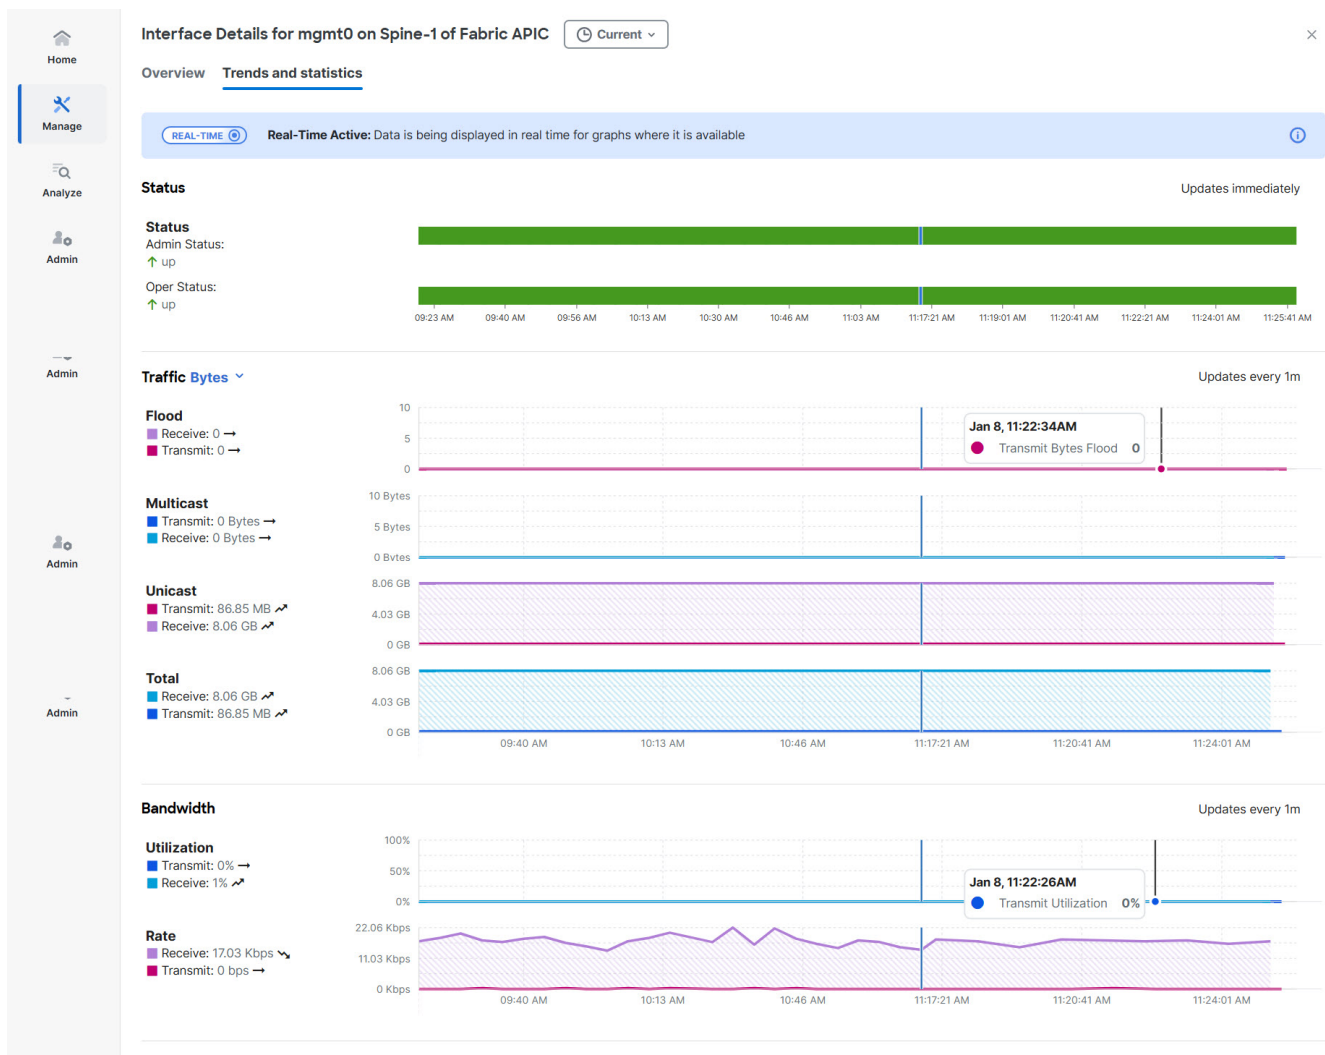 Interface Details for mgmt0 on Spine-1 of Fabric APIC
Current
Home
Manage
Analyze
Admin
Admin
Admin
Admin
Overview Trends and statistics
REAL-TIME Real-Time Active: Data is being displayed in real time for graphs where it is available
Status Updates immediately
Status
Admin Status:
up
Oper Status:
up
09:23 AM 09:40 AM 09:56 AM 10:13 AM 10:30 AM 10:46 AM 11:03 AM 11:17:21 AM 11:19:01 AM 11:20:41 AM 11:22:21 AM 11:24:01 AM 11:25:41 AM
Traffic Bytes Updates every 1m
Flood
Receive: 0
Transmit: 0
10
5
0
Jan 8, 11:22:34AM
Transmit Bytes Flood 0
Multicast
Transmit: 0 Bytes
Receive: 0 Bytes
10 Bytes
5 Bytes
0 Bytes
Unicast
Transmit: 86.85 MB
Receive: 8.06 GB
8.06 GB
4.03 GB
0 GB
Total
Receive: 8.06 GB
Transmit: 86.85 MB
8.06 GB
4.03 GB
0 GB
09:40 AM 10:13 AM 10:46 AM 11:17:21 AM 11:20:41 AM 11:24:01 AM
Bandwidth Updates every 1m
Utilization
Transmit: 0%
Receive: 1%
100%
50%
0%
Jan 8, 11:22:26AM
Transmit Utilization 0%
Rate
Receive: 17.03 Kbps
Transmit: 0 bps
22.06 Kbps
11.03 Kbps
0 Kbps
09:40 AM 10:13 AM 10:46 AM 11:17:21 AM 11:20:41 AM 11:24:01 AM